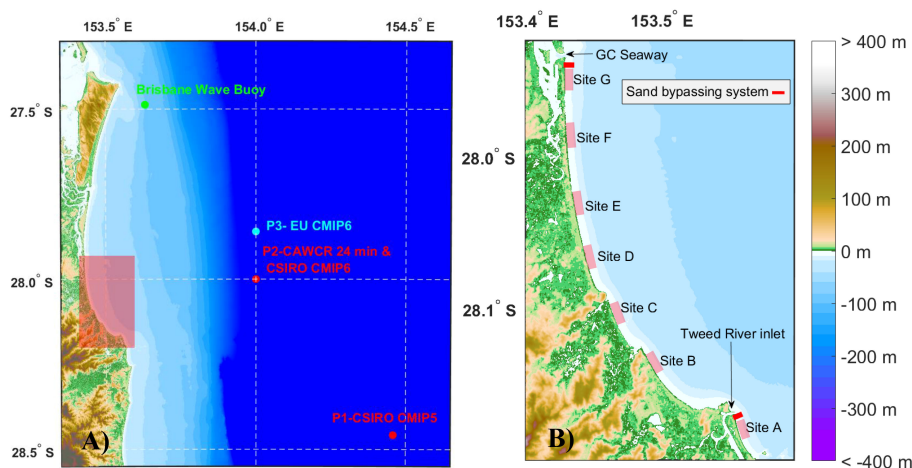 153.5° E
154.0° E
154.5° E
27.5° S
28.0° S
28.5° S
Brisbane Wave Buoy
P3- EU CMIP6
P2-CAWCR 24 min &
CSIRO CMIP6
P1-CSIRO CMIP5
A)
153.4° E
153.5° E
28.0° S
28.1° S
GC Seaway
Site G
Sand bypassing system
Site F
Site E
Site D
Site C
Tweed River inlet
Site B
Site A
B)
> 400 m
300 m
200 m
100 m
0 m
-100 m
-200 m
-300 m
< -400 m